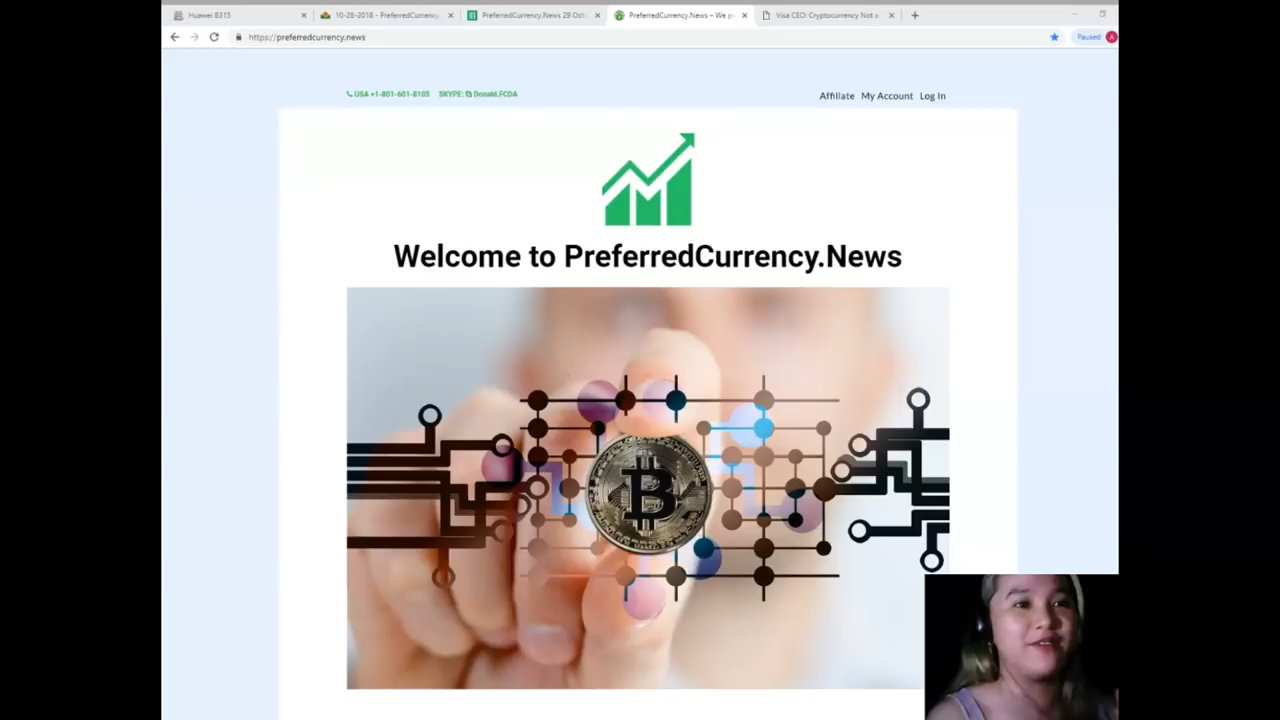 Huawei B315
10-28-2018 - PreferredCurrency
PreferredCurrency.News 29 Oct
PreferredCurrency.News – We p
Visa CEO: Cryptocurrency Not a
https://preferredcurrency.news
Paused
A
USA +1-801-601-8105 SKYPE: Donald.FCDA
Affiliate My Account Log In
Welcome to PreferredCurrency.News